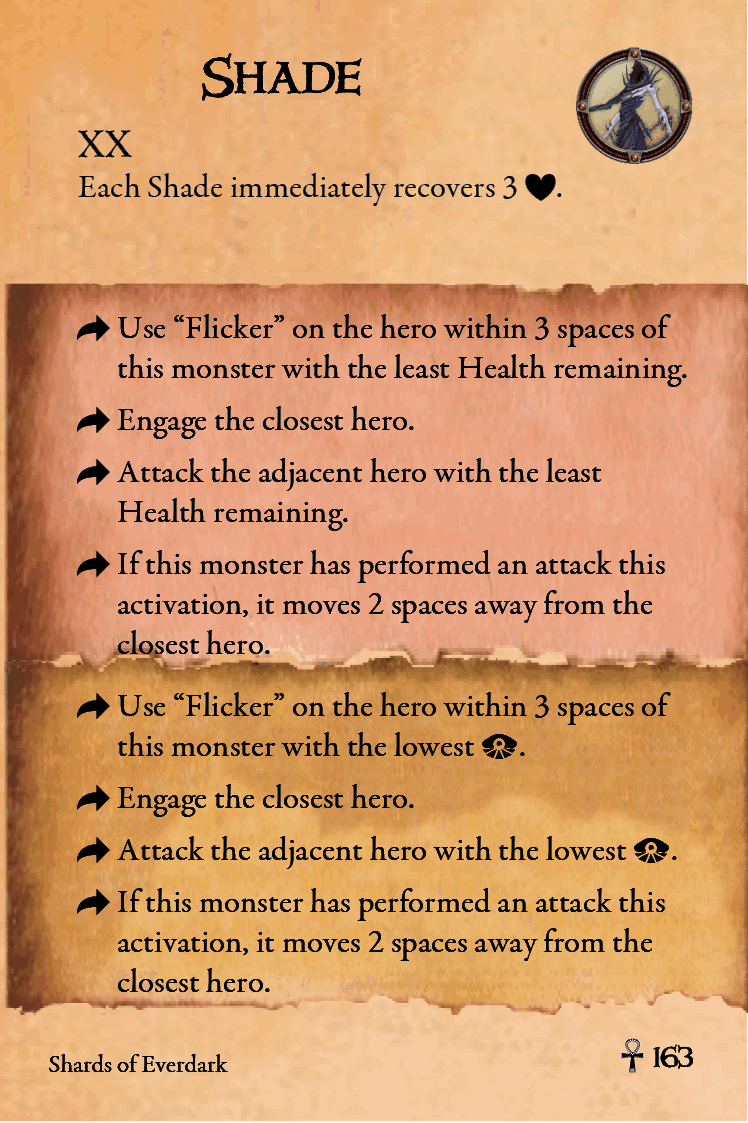 SHADE
XX
Each Shade immediately recovers 3 ♥.
Use “Flicker” on the hero within 3 spaces of
this monster with the least Health remaining.
Engage the closest hero.
Attack the adjacent hero with the least
Health remaining.
If this monster has performed an attack this
activation, it moves 2 spaces away from the
closest hero.
Use “Flicker” on the hero within 3 spaces of
this monster with the lowest .
Engage the closest hero.
Attack the adjacent hero with the lowest .
If this monster has performed an attack this
activation, it moves 2 spaces away from the
closest hero.
Shards of Everdark
☥ 163